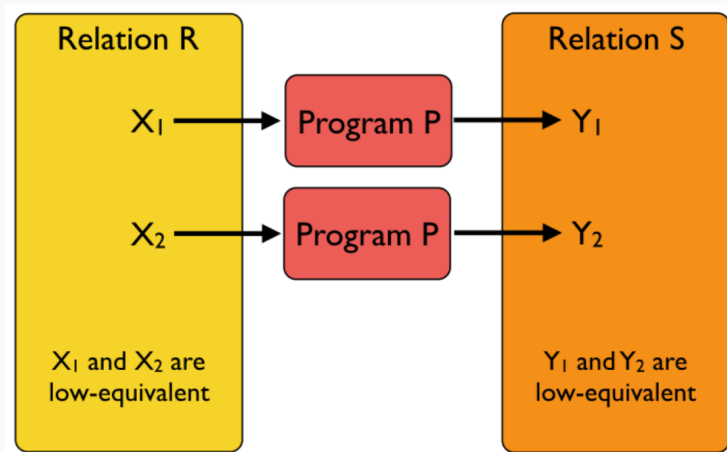 Relation R
Relation S
X₁
Program P
Y₁
X₂
Program P
Y₂
X₁ and X₂ are
low-equivalent
Y₁ and Y₂ are
low-equivalent